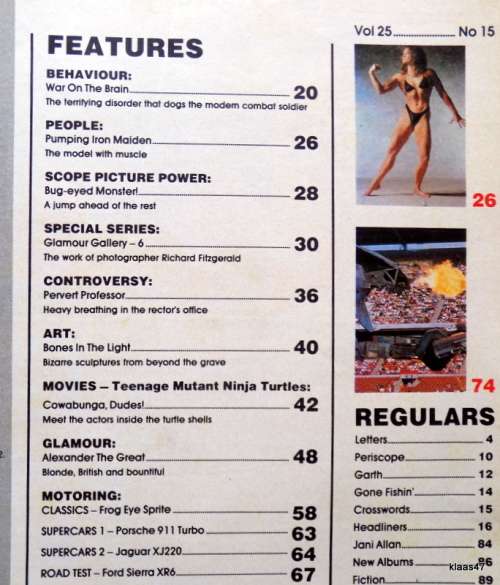 FEATURES
BEHAVIOUR:
War On The Brain 20
The terrifying disorder that dogs the modern combat soldier
PEOPLE:
Pumping Iron Maiden 26
The model with muscle
SCOPE PICTURE POWER:
Bug-eyed Monster! 28
A jump ahead of the rest
SPECIAL SERIES:
Glamour Gallery – 6 30
The work of photographer Richard Fitzgerald
CONTROVERSY:
Pervert Professor 36
Heavy breathing in the rector's office
ART:
Bones In The Light 40
Bizarre sculptures from beyond the grave
MOVIES – Teenage Mutant Ninja Turtles:
Cowabunga, Dudes! 42
Meet the actors inside the turtle shells
GLAMOUR:
Alexander The Great 48
Blonde, British and bountiful
MOTORING:
CLASSICS – Frog Eye Sprite 58
SUPERCARS 1 – Porsche 911 Turbo 63
SUPERCARS 2 – Jaguar XJ220 64
ROAD TEST – Ford Sierra XR6 67
Vol 25 No 15
26
74
REGULARS
Letters 4
Periscope 10
Garth 12
Gone Fishin' 14
Crosswords 15
Headliners 16
Jani Allan 84
New Albums 86
Fiction 89
klaas47